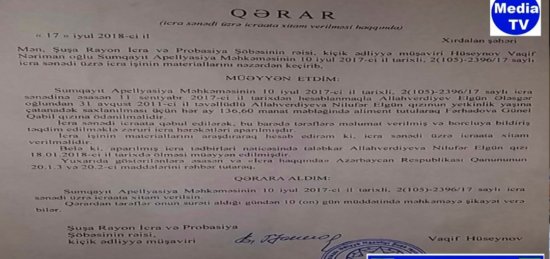 Media
TV
QƏRAR
(icra sənədi üzrə icraata xitam verilməsi haqqında)
« 17 » iyul 2018-ci il
Xırdalan şəhəri
Mən, Şuşa Rayon İcra və Probasiya Şöbəsinin rəisi, kiçik ədliyyə müşaviri Hüseynov Vaqif
Nəriman oğlu Sumqayıt Apellyasiya Məhkəməsinin 10 iyul 2017-ci il tarixli, 2(105)-2396/17 saylı
icra sənədi üzrə icra işinin materiallarını nəzərdən keçirib,
MÜƏYYƏN ETDİM:
Sumqayıt Apellyasiya Məhkəməsinin 10 iyul 2017-ci il tarixli, 2(105)-2396/17 saylı icra
sənədinə əsasən 11 sentyabr 2017-ci il tarixdən hesablanmaqla Allahverdiyev Elgün Ələsgər
oğlundan 31 avqust 2011-ci il təvəllüdlü Allahverdiyeva Nilufər Elgün qızının yetkinlik yaşına
çatanadək saxlanılması üçün hər ay 136,60 manat məbləğində aliment tutularaq Fərhadova Günel
Qabil qızına ödənilməlidir.
İcra sənədi icraata qəbul edilərək, bu barədə tərəflərə məlumat verilmiş və borcluya bildiriş
təqdim edilməklə zəruri icra hərəkətləri aparılmışdır.
İcra işinin materiallarını araşdıraraq hesab edirəm ki, icra sənədi üzrə icraata xitam
verilməlidir.
Belə ki, aparılmış icra tədbirləri nəticəsində tələbkar Allahverdiyeva Nilufər Elgün qızı
18.01.2018-ci il tarixdə ölməsi müəyyən edilmişdir.
Yuxarıda göstərilənlərə əsasən və «İcra haqqında» Azərbaycan Respublikası Qanununun
20.1.3 və 20.2-ci maddələrini rəhbər tutaraq,
QƏRARA ALDIM:
Sumqayıt Apellyasiya Məhkəməsinin 10 iyul 2017-ci il tarixli, 2(105)-2396/17 saylı icra
sənədi üzrə icraata xitam verilsin.
Qərardan tərəflər onun surəti aldığı gündən 10 (on) gün müddətində məhkəməyə şikayət verə
bilər.
Şuşa Rayon İcra və Probasiya
Şöbəsinin rəisi,
kiçik ədliyyə müşaviri
Vaqif Hüseynov